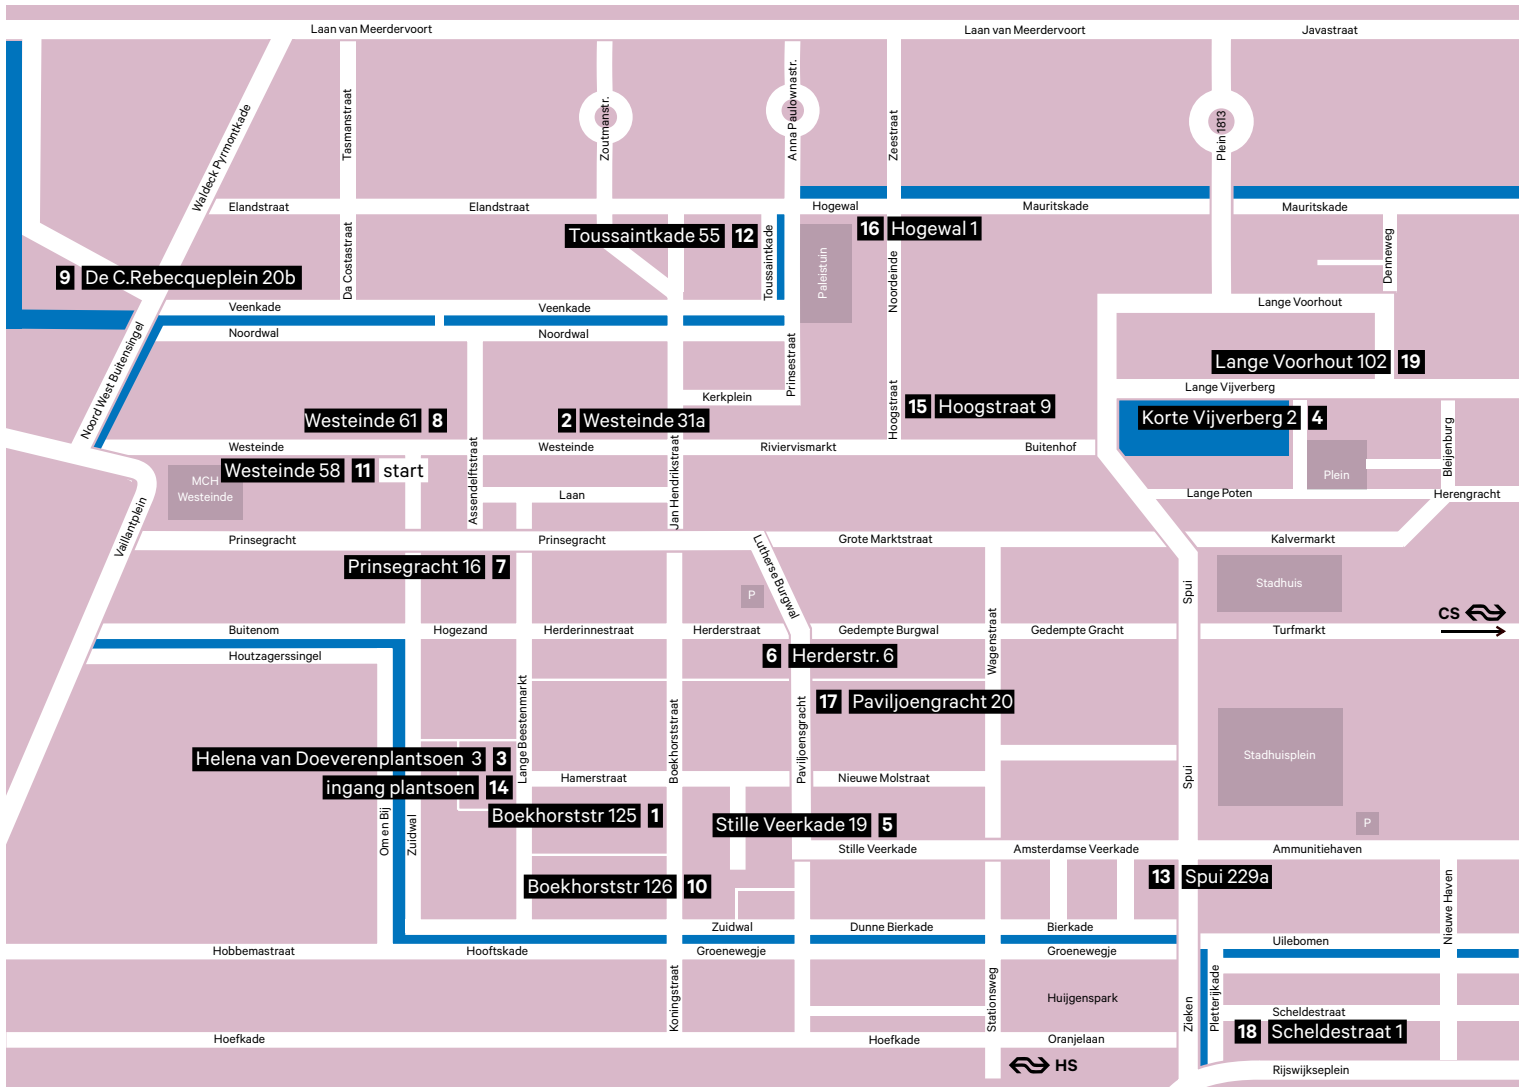 Laan van Meerdervoort
Laan van Meerdervoort
Javastraat
Waldeck Pyrmontkade
Tasmanstraat
Zoutmanstr.
Anna Paulownastr.
Zeestraat
Plein 1813
Elandstraat
Elandstraat
Hogewal
Mauritskade
Mauritskade
Toussaintkade 55 12
16 Hogewal 1
9 De C.Rebecqueplein 20b
Da Costastraat
Toussaintkade
Paleistuin
Noordeinde
Denneweg
Veenkade
Veenkade
Lange Voorhout
Noordwal
Noordwal
Noord West Buitensingel
Prinsestraat
Lange Voorhout 102 19
Lange Vijverberg
Kerkplein
Hoogstraat
15 Hoogstraat 9
Westeinde 61 8
2 Westeinde 31a
Korte Vijverberg 2 4
Westeinde
Westeinde
Riviervismarkt
Buitenhof
Bleijenburg
Westeinde 58 11 start
MCH
Westeinde
Assendelftstraat
Jan Hendrikstraat
Plein
Laan
Lange Poten
Herengracht
Vaillantplein
Prinsegracht
Prinsegracht
Grote Marktstraat
Kalvermarkt
Prinsegracht 16 7
Lutherse Burgwal
P
Spui
Stadhuis
CS
Buitenom
Hogezand
Herderinnestraat
Herderstraat
Gedempte Burgwal
Gedempte Gracht
Turfmarkt
Wagenstraat
Houtzagerssingel
6 Herderstr. 6
17 Paviljoengracht 20
Lange Beestenmarkt
Boekhorststraat
Paviljoensgracht
Helena van Doeverenplantsoen 3 3
Stadhuisplein
Spui
Hamerstraat
Nieuwe Molstraat
ingang plantsoen 14
Boekhorststr 125 1
Stille Veerkade 19 5
P
Om en Bij
Zuidwal
Stille Veerkade
Amsterdamse Veerkade
Ammunitiehaven
13 Spui 229a
Boekhorststr 126 10
Nieuwe Haven
Zuidwal
Dunne Bierkade
Bierkade
Uilebomen
Hobbemastraat
Hooftskade
Groenewegje
Groenewegje
Koningstraat
Stationsweg
Huijgenspark
Zieken
Pletterijkade
Scheldestraat
18 Scheldestraat 1
Hoefkade
Hoefkade
Oranjelaan
HS
Rijswijkseplein